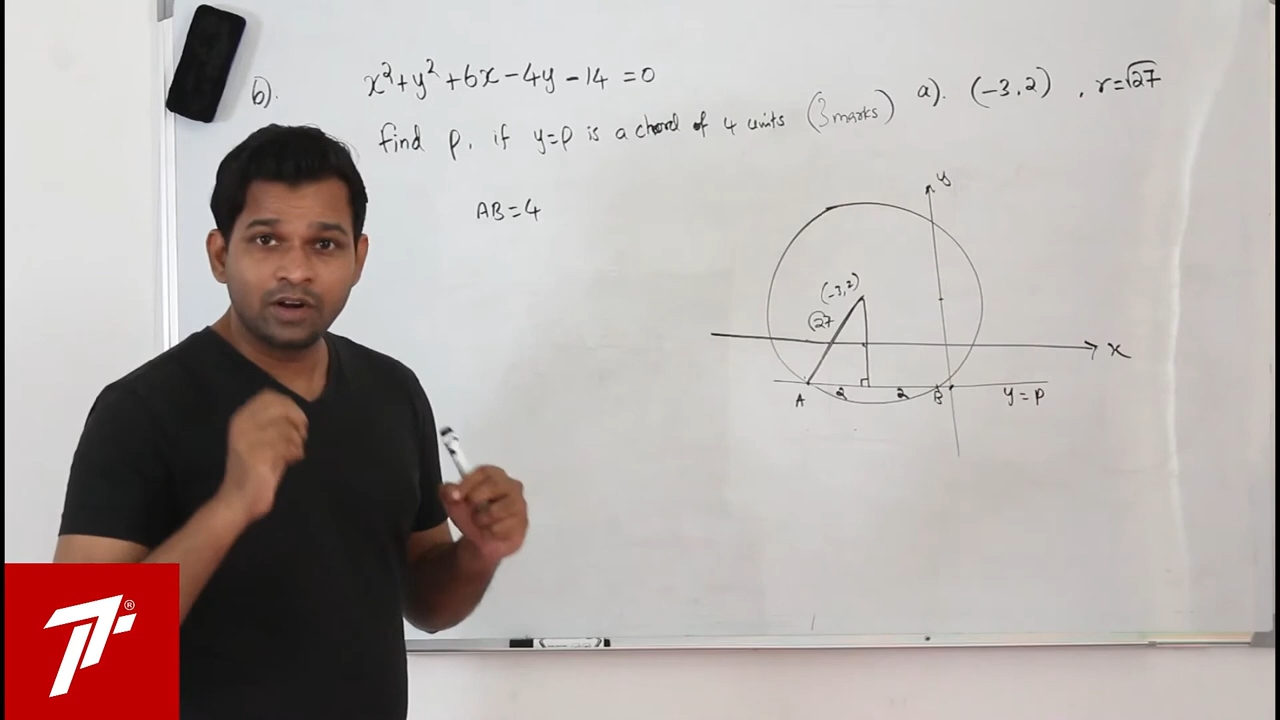 b). x²+y²+6x-4y-14=0
find p, if y=p is a chord of 4 units (3 marks)
a). (-3,2), r=√27
AB=4
y
(-3,2)
√27
x
A 2 2 B y=p
®